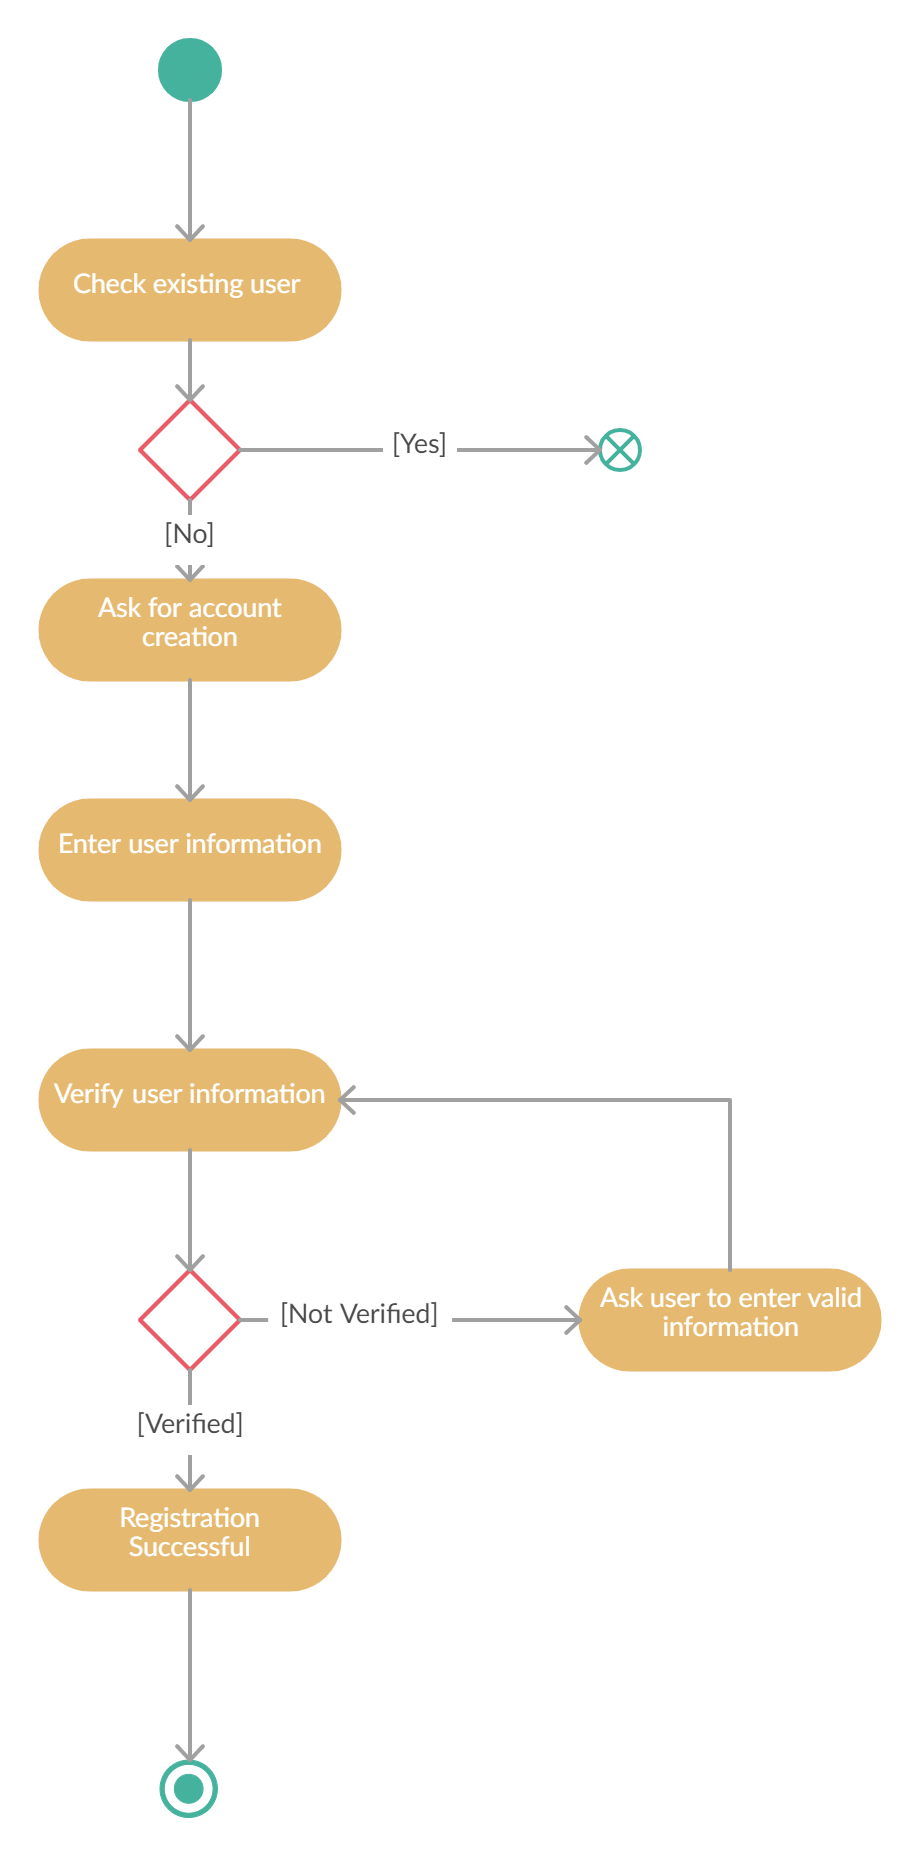 Check existing user
[Yes]
[No]
Ask for account
creation
Enter user information
Verify user information
[Not Verified]
Ask user to enter valid
information
[Verified]
Registration
Successful